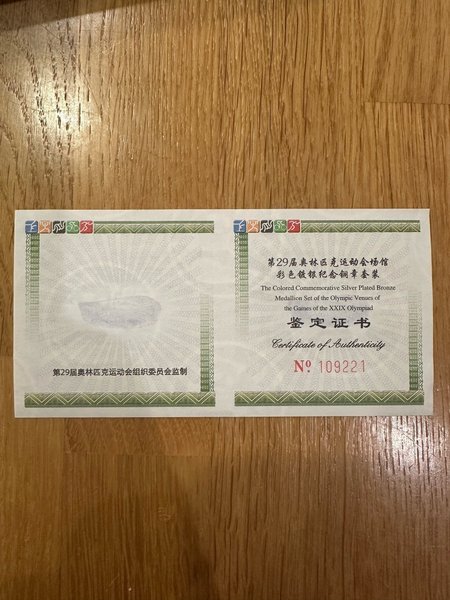 第29届奥林匹克运动会组织委员会监制
第29届奥林匹克运动会场馆
彩色镀银纪念铜章套装
The Colored Commemorative Silver Plated Bronze
Medallion Set of the Olympic Venues of
the Games of the XXIX Olympiad
鉴定证书
Certificate of Authenticity
Nº 109221